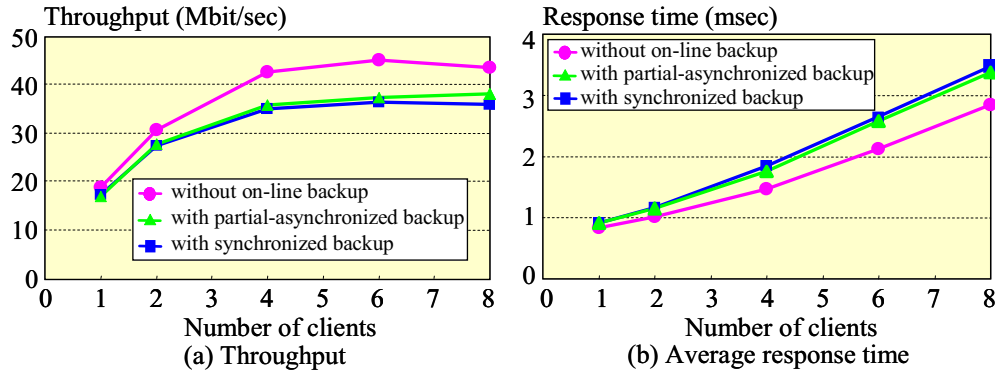 Throughput (Mbit/sec)
50
40
30
20
10
0
without on-line backup
with partial-asynchronized backup
with synchronized backup
0 1 2 3 4 5 6 7 8
Number of clients
(a) Throughput
Response time (msec)
4
3
2
1
0
without on-line backup
with partial-asynchronized backup
with synchronized backup
0 1 2 3 4 5 6 7 8
Number of clients
(b) Average response time